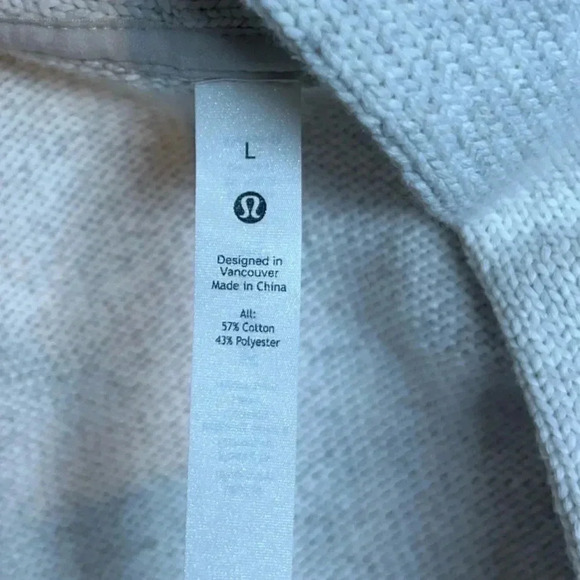 L
Designed in
Vancouver
Made in China
All:
57% Cotton
43% Polyester